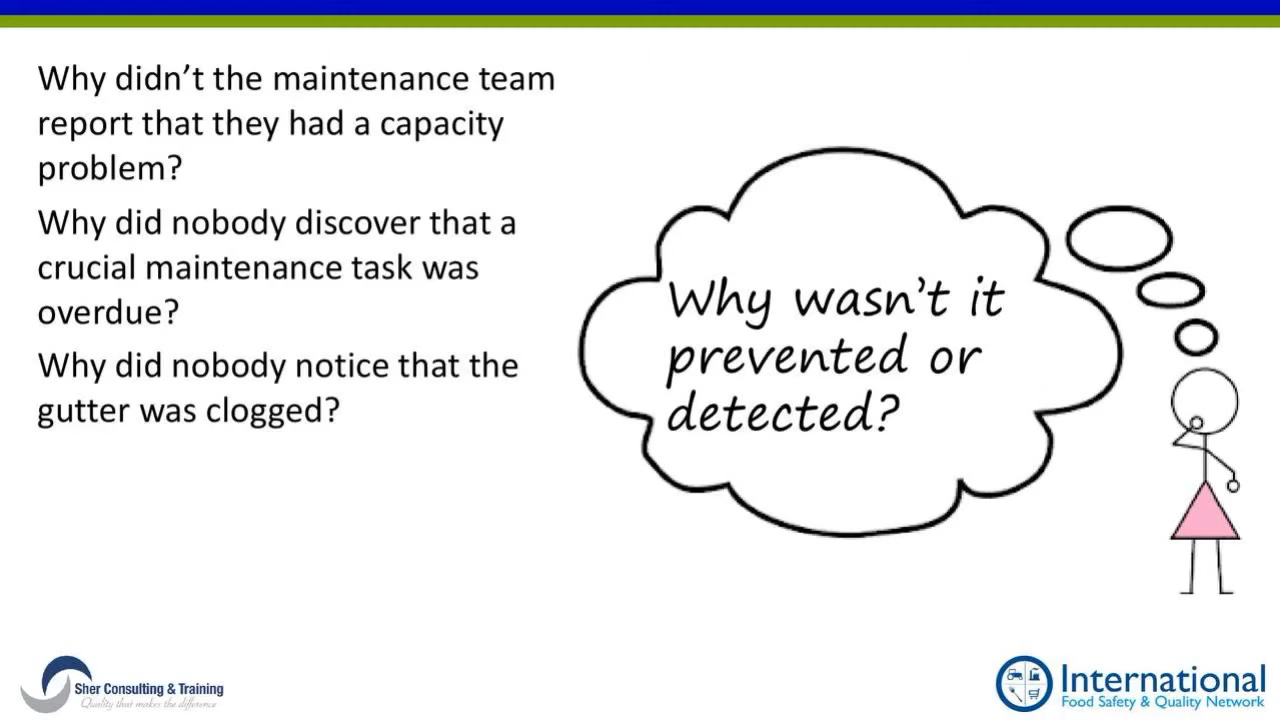 Why didn’t the maintenance team
report that they had a capacity
problem?
Why did nobody discover that a
crucial maintenance task was
overdue?
Why did nobody notice that the
gutter was clogged?
Why wasn’t it
prevented or
detected?
Sher Consulting & Training
Quality that makes the difference
International
Food Safety & Quality Network